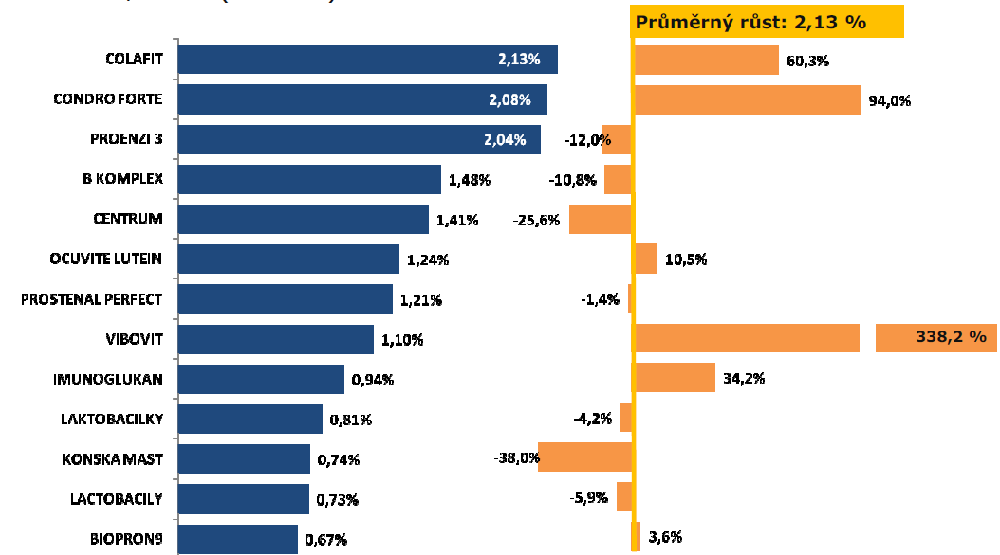 Průměrný růst: 2,13 %
COLAFIT 2,13% 60,3%
CONDRO FORTE 2,08% 94,0%
PROENZI 3 2,04% -12,0%
B KOMPLEX 1,48% -10,8%
CENTRUM 1,41% -25,6%
OCUVITE LUTEIN 1,24% 10,5%
PROSTENAL PERFECT 1,21% -1,4%
VIBOVIT 1,10% 338,2 %
IMUNOGLUKAN 0,94% 34,2%
LAKTOBACILKY 0,81% -4,2%
KONSKA MAST 0,74% -38,0%
LACTOBACILY 0,73% -5,9%
BIOPRON9 0,67% 3,6%